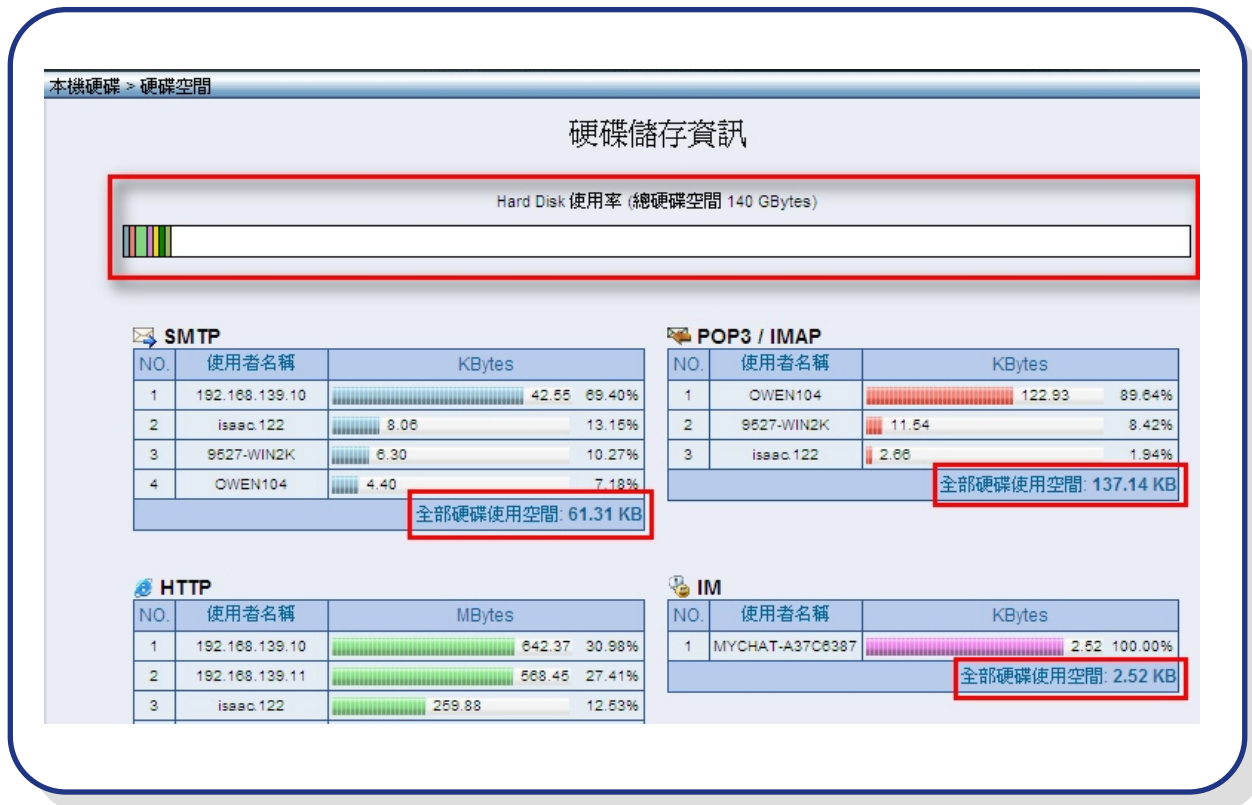 本機硬碟 > 硬碟空間
硬碟儲存資訊
Hard Disk 使用率 (總硬碟空間 140 GBytes)
SMTP
NO. 使用者名稱 KBytes
1 192.168.139.10 42.55 69.40%
2 isaac.122 8.06 13.15%
3 9527-WIN2K 6.30 10.27%
4 OWEN104 4.40 7.18%
全部硬碟使用空間: 61.31 KB
POP3 / IMAP
NO. 使用者名稱 KBytes
1 OWEN104 122.93 89.64%
2 9527-WIN2K 11.54 8.42%
3 isaac.122 2.66 1.94%
全部硬碟使用空間: 137.14 KB
HTTP
NO. 使用者名稱 MBytes
1 192.168.139.10 642.37 30.98%
2 192.168.139.11 568.45 27.41%
3 isaac.122 259.88 12.53%
IM
NO. 使用者名稱 KBytes
1 MYCHAT-A37C6387 2.52 100.00%
全部硬碟使用空間: 2.52 KB